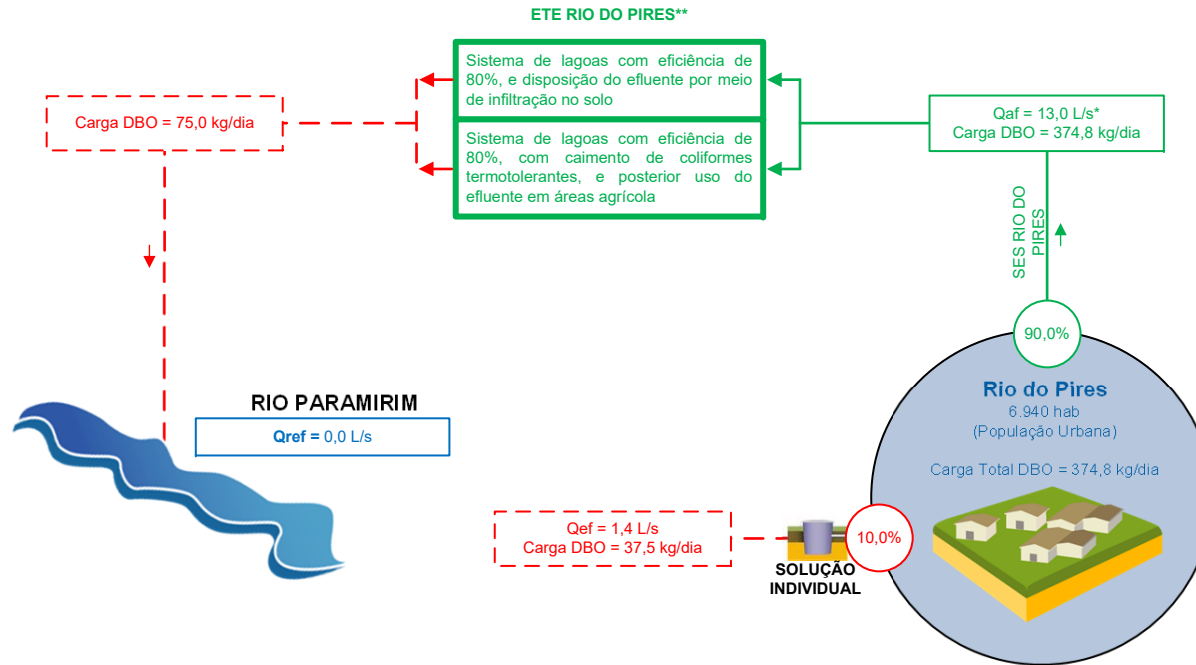 ETE RIO DO PIRES**
Sistema de lagoas com eficiência de
80%, e disposição do efluente por meio
de infiltração no solo
Sistema de lagoas com eficiência de
80%, com caimento de coliformes
termotolerantes, e posterior uso do
efluente em áreas agrícola
Carga DBO = 75,0 kg/dia
Qaf = 13,0 L/s*
Carga DBO = 374,8 kg/dia
SES RIO DO
PIRES
90,0%
RIO PARAMIRIM
Qref = 0,0 L/s
Rio do Pires
6.940 hab
(População Urbana)
Carga Total DBO = 374,8 kg/dia
Qef = 1,4 L/s
Carga DBO = 37,5 kg/dia
10,0%
SOLUÇÃO
INDIVIDUAL